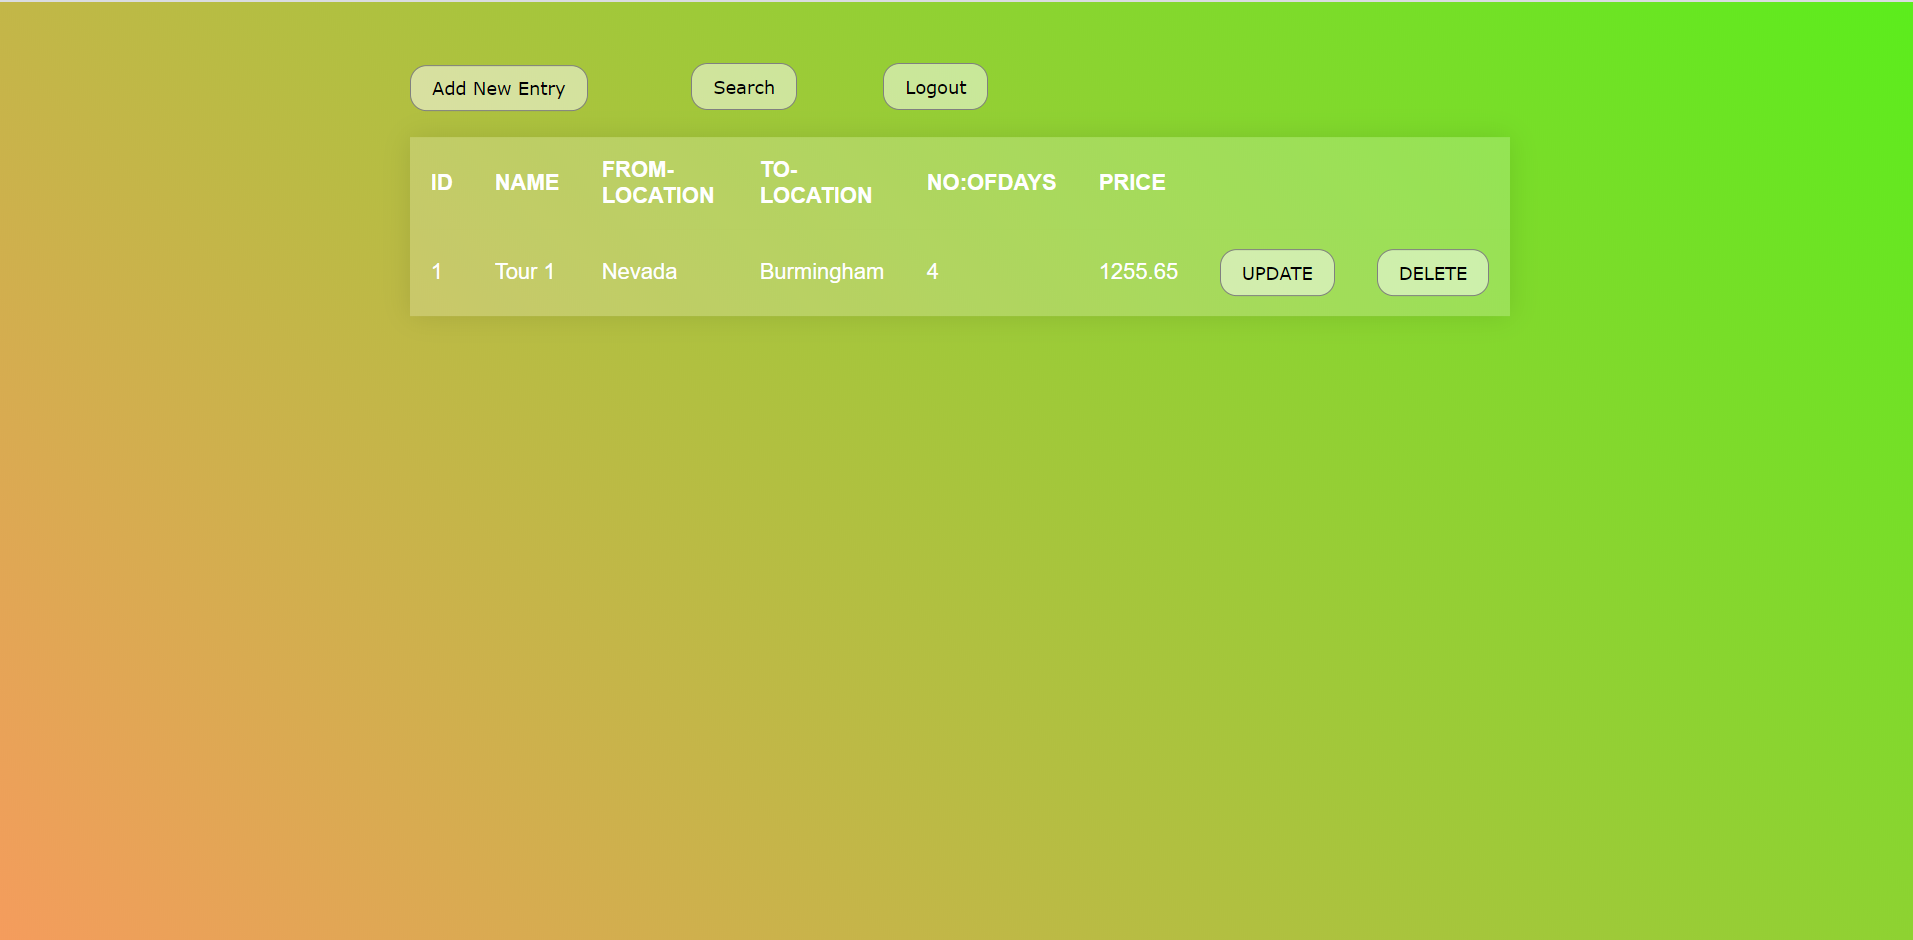 Add New Entry Search Logout
ID NAME FROM- TO- NO:OFDAYS PRICE
LOCATION LOCATION
1 Tour 1 Nevada Burmingham 4 1255.65 UPDATE DELETE